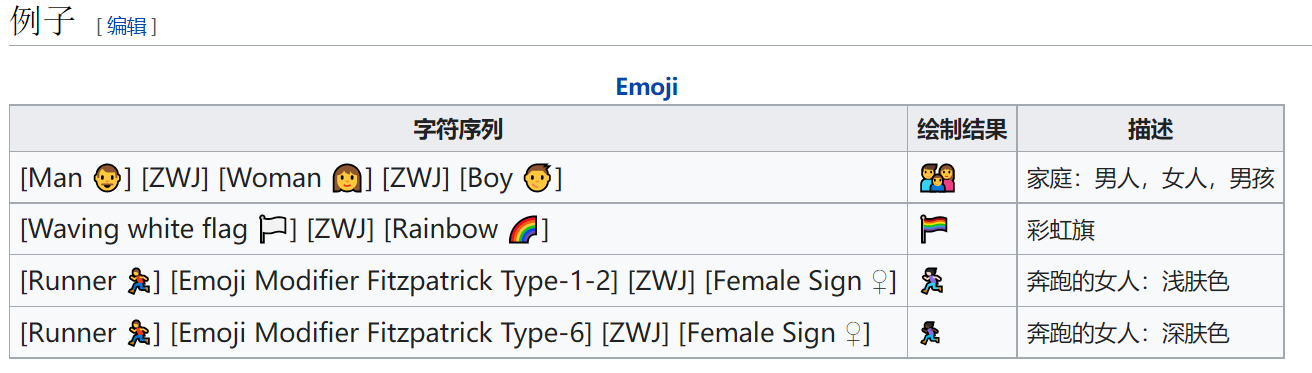 例子 [ 编辑 ]
Emoji
字符序列 绘制结果 描述
[Man 👨] [ZWJ] [Woman 👩] [ZWJ] [Boy 👦] 👨‍👩‍👦 家庭：男人，女人，男孩
[Waving white flag 🏳] [ZWJ] [Rainbow 🌈] 🏳️‍🌈 彩虹旗
[Runner 🏃] [Emoji Modifier Fitzpatrick Type-1-2] [ZWJ] [Female Sign ♀] 🏃🏻‍♀️ 奔跑的女人：浅肤色
[Runner 🏃] [Emoji Modifier Fitzpatrick Type-6] [ZWJ] [Female Sign ♀] 🏃🏿‍♀️ 奔跑的女人：深肤色